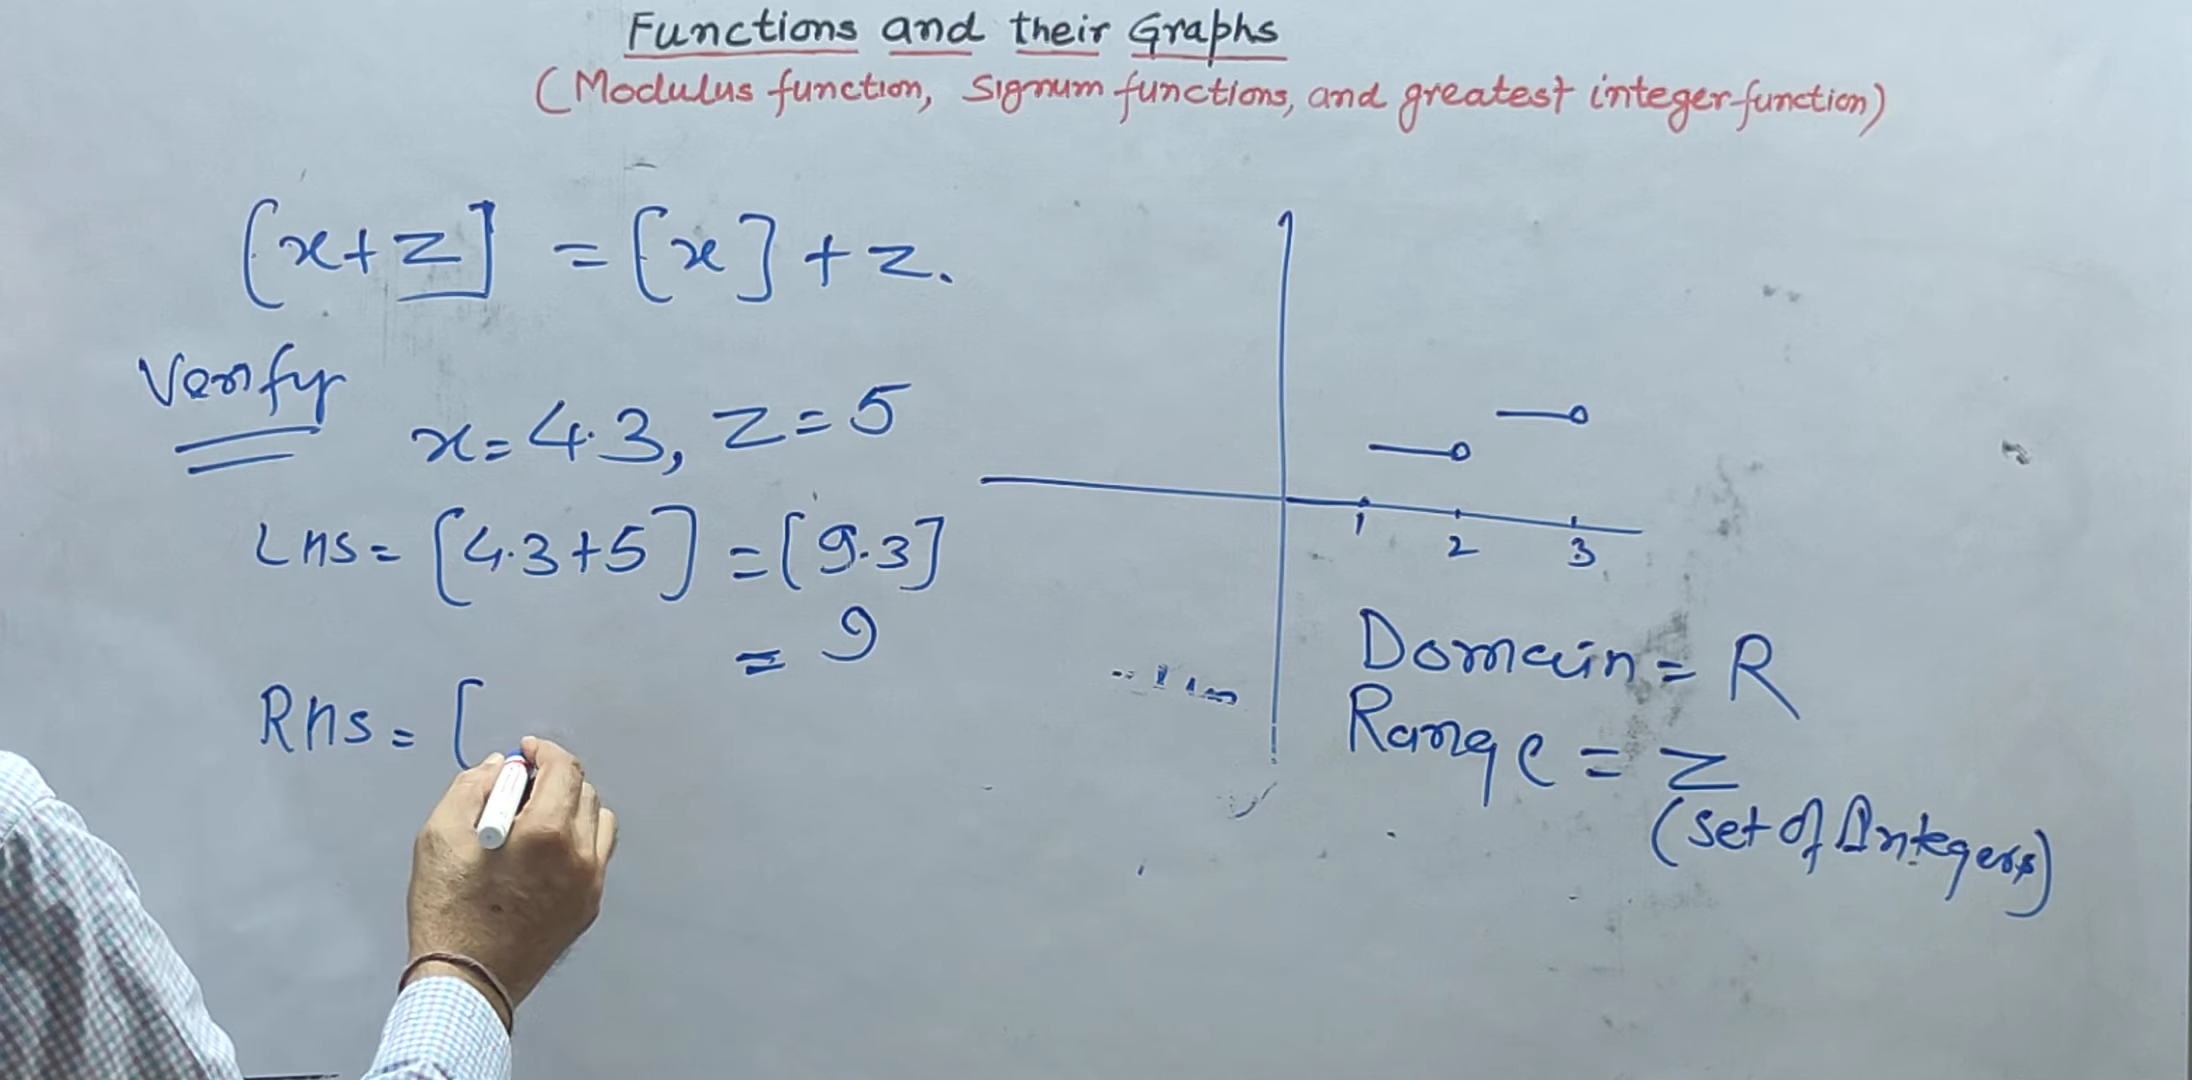 Functions and their Graphs
(Modulus function, Signum functions, and greatest integer function)
[x+z] = [x] + z.
Verify
x=4.3, z=5
LHS = [4.3+5] = [9.3]
= 9
RHS = [
1
2
3
Domain = R
Range = Z
(set of Integers)